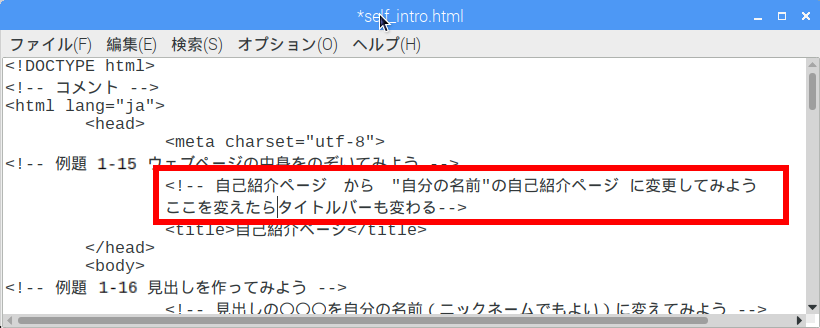 *self_intro.html
ファイル(F) 編集(E) 検索(S) オプション(O) ヘルプ(H)
<!DOCTYPE html>
<!-- コメント -->
<html lang="ja">
<head>
<meta charset="utf-8">
<!-- 例題 1-15 ウェブページの中身をのぞいてみよう -->
<!-- 自己紹介ページ　から　"自分の名前"の自己紹介ページ に変更してみよう
ここを変えたらタイトルバーも変わる-->
<title>自己紹介ページ</title>
</head>
<body>
<!-- 例題 1-16 見出しを作ってみよう -->
<!-- 見出しの〇〇〇を自分の名前（ニックネームでもよい）に変えてみよう -->